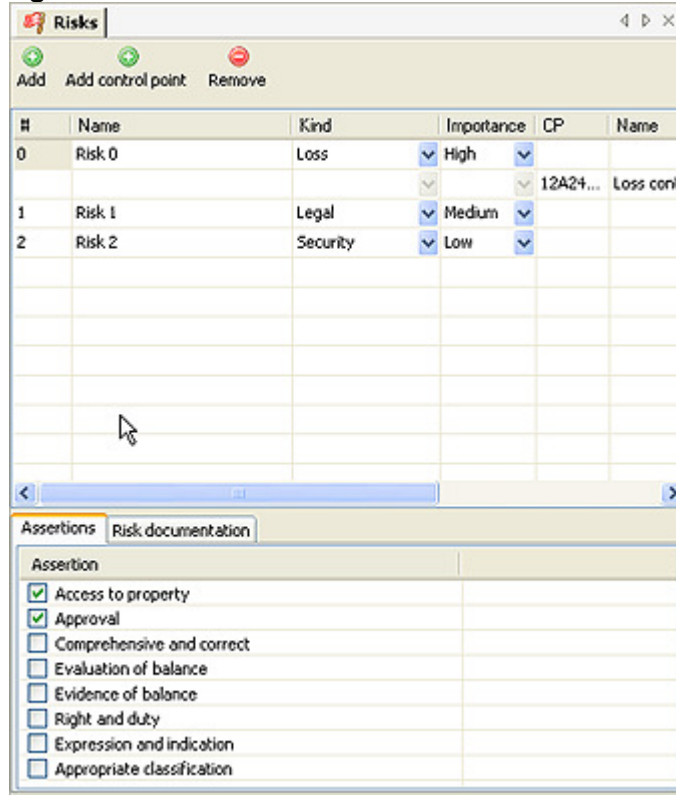 Risks
Add Add control point Remove
# Name Kind Importance CP Name
0 Risk 0 Loss High
12A24... Loss con
1 Risk 1 Legal Medium
2 Risk 2 Security Low
Assertions Risk documentation
Assertion
Access to property
Approval
Comprehensive and correct
Evaluation of balance
Evidence of balance
Right and duty
Expression and indication
Appropriate classification